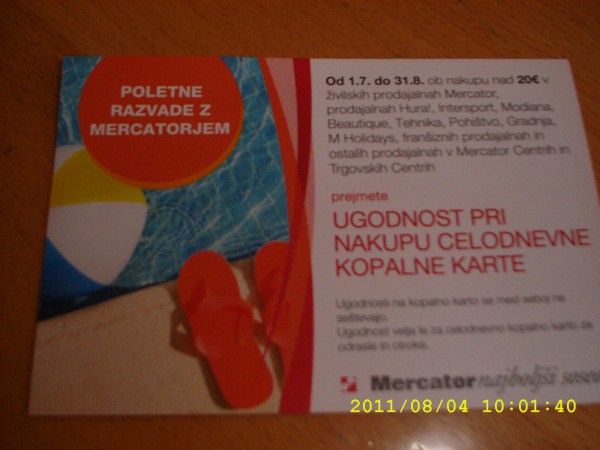 POLETNE
RAZVADE Z
MERCATORJEM
Od 1.7. do 31.8. ob nakupu nad 20€ v
živilskih prodajalnah Mercator,
prodajalnah Hura!, Intersport, Modiana,
Beautique, Tehnika, Pohištvo, Gradnja,
M Holidays, franšiznih prodajalnah in
ostalih prodajalnah v Mercator Centrih in
Trgovskih Centrih
prejmete
UGODNOST PRI
NAKUPU CELODNEVNE
KOPALNE KARTE
Ugodnosti na kopalno karto se med seboj ne
seštevajo.
Ugodnost velja le za celodnevno kopalno karto za
odrasle in otroke.
Mercator najboljši sosed
2011/08/04 10:01:40